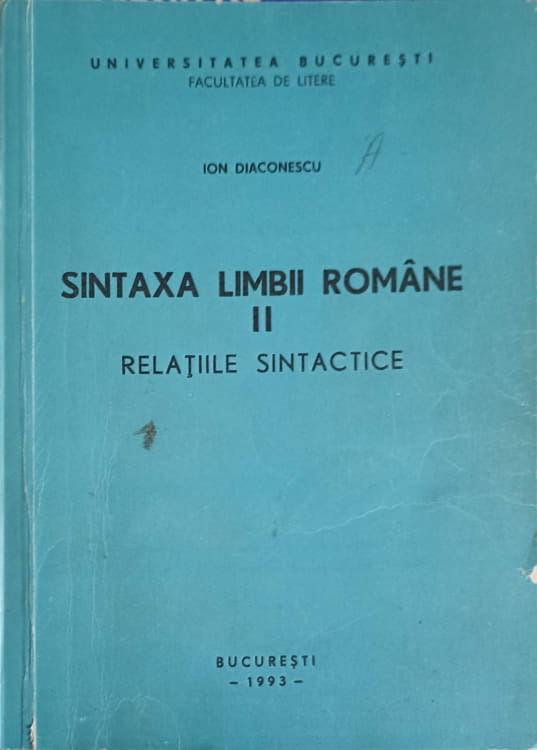 UNIVERSITATEA BUCUREŞTI
FACULTATEA DE LITERE
ION DIACONESCU
A
SINTAXA LIMBII ROMÂNE
II
RELAŢIILE SINTACTICE
BUCUREŞTI
– 1993 –